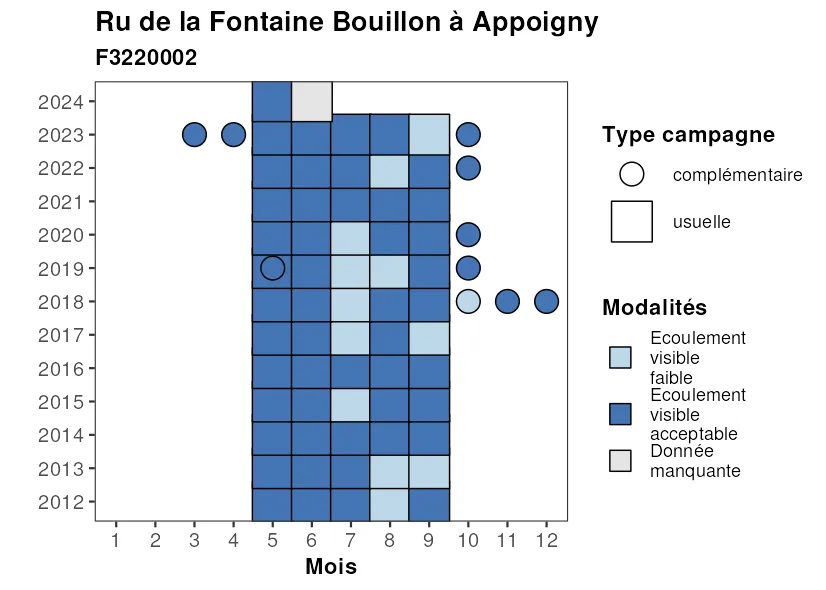 Ru de la Fontaine Bouillon à Appoigny
F3220002
2024
2023
2022
2021
2020
2019
2018
2017
2016
2015
2014
2013
2012
1 2 3 4 5 6 7 8 9 10 11 12
Mois
Type campagne
complémentaire
usuelle
Modalités
Ecoulement
visible
faible
Ecoulement
visible
acceptable
Donnée
manquante